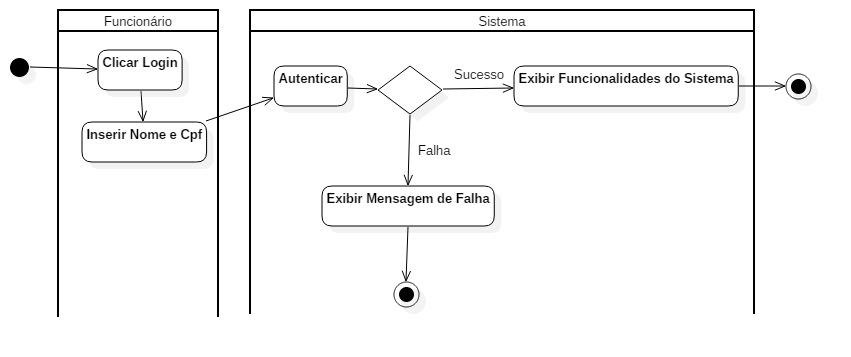 Funcionário
Sistema
Clicar Login
Inserir Nome e Cpf
Autenticar
Sucesso
Exibir Funcionalidades do Sistema
Falha
Exibir Mensagem de Falha